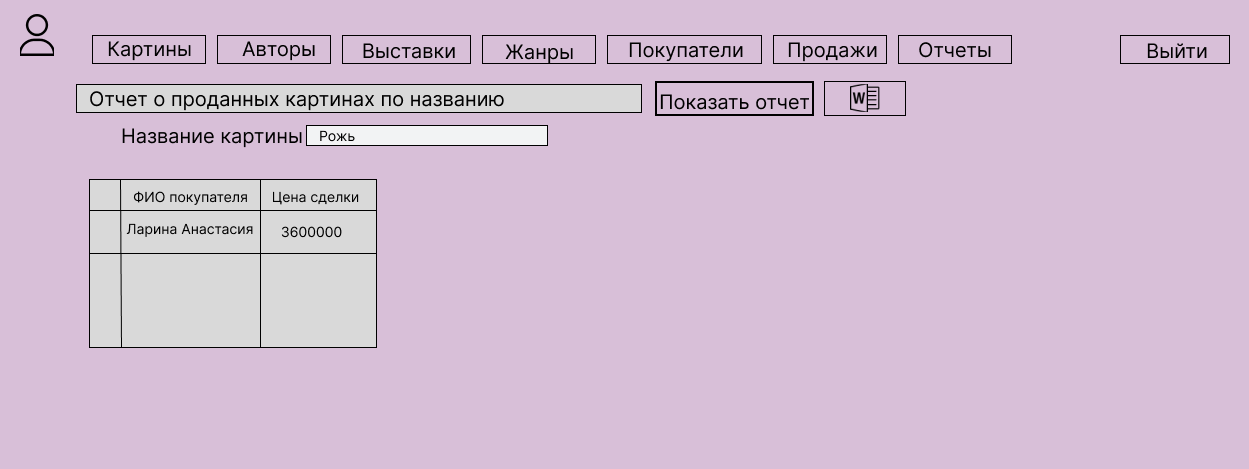 Картины Авторы Выставки Жанры Покупатели Продажи Отчеты Выйти
Отчет о проданных картинах по названию Показать отчет W
Название картины Рожь
ФИО покупателя Цена сделки
Ларина Анастасия 3600000